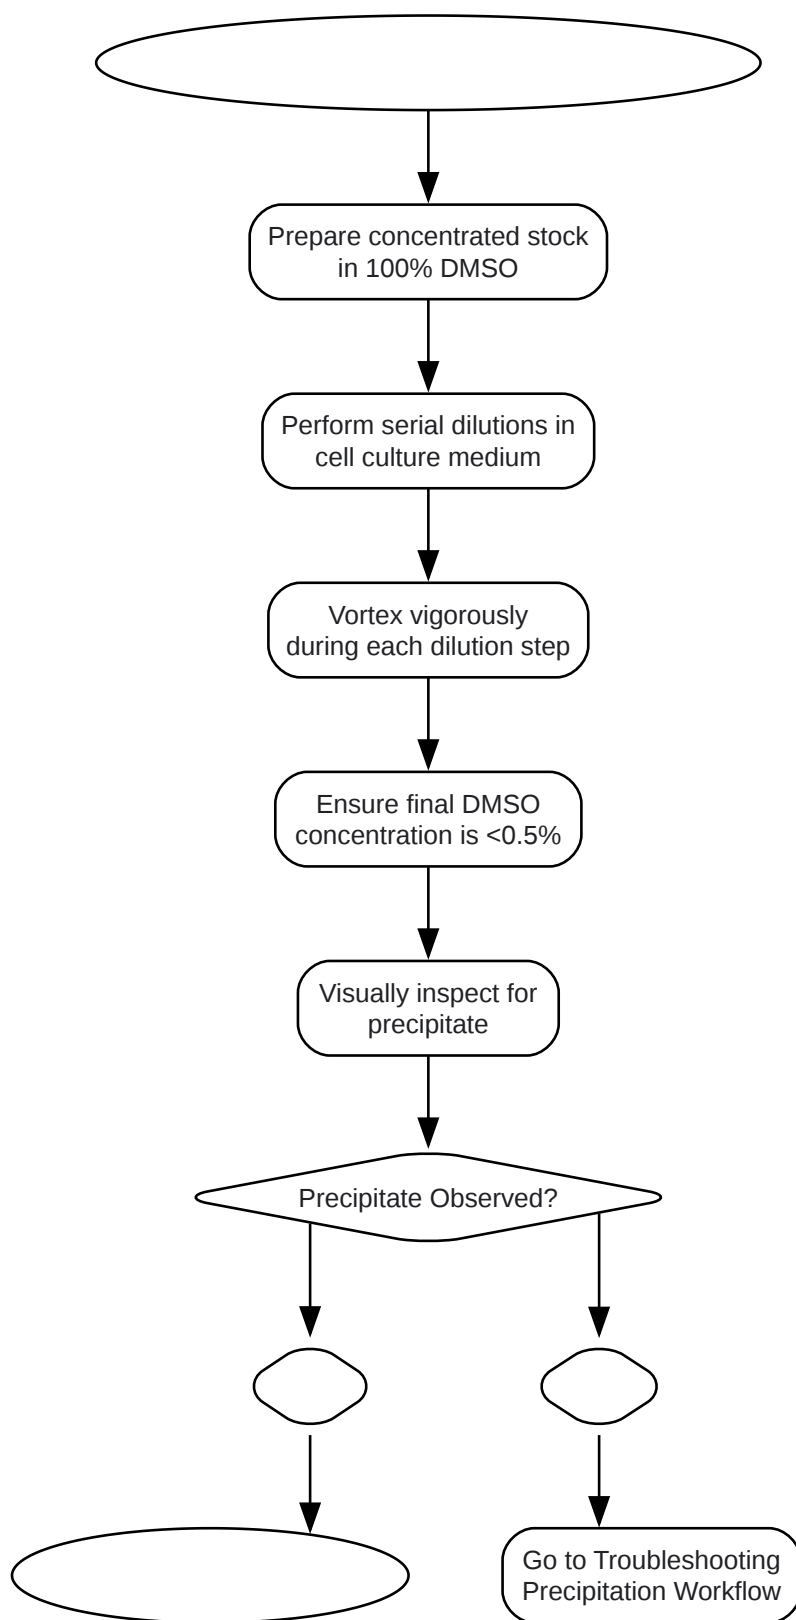 Prepare concentrated stock
in 100% DMSO
Perform serial dilutions in
cell culture medium
Vortex vigorously
during each dilution step
Ensure final DMSO
concentration is <0.5%
Visually inspect for
precipitate
Precipitate Observed?
Go to Troubleshooting
Precipitation Workflow